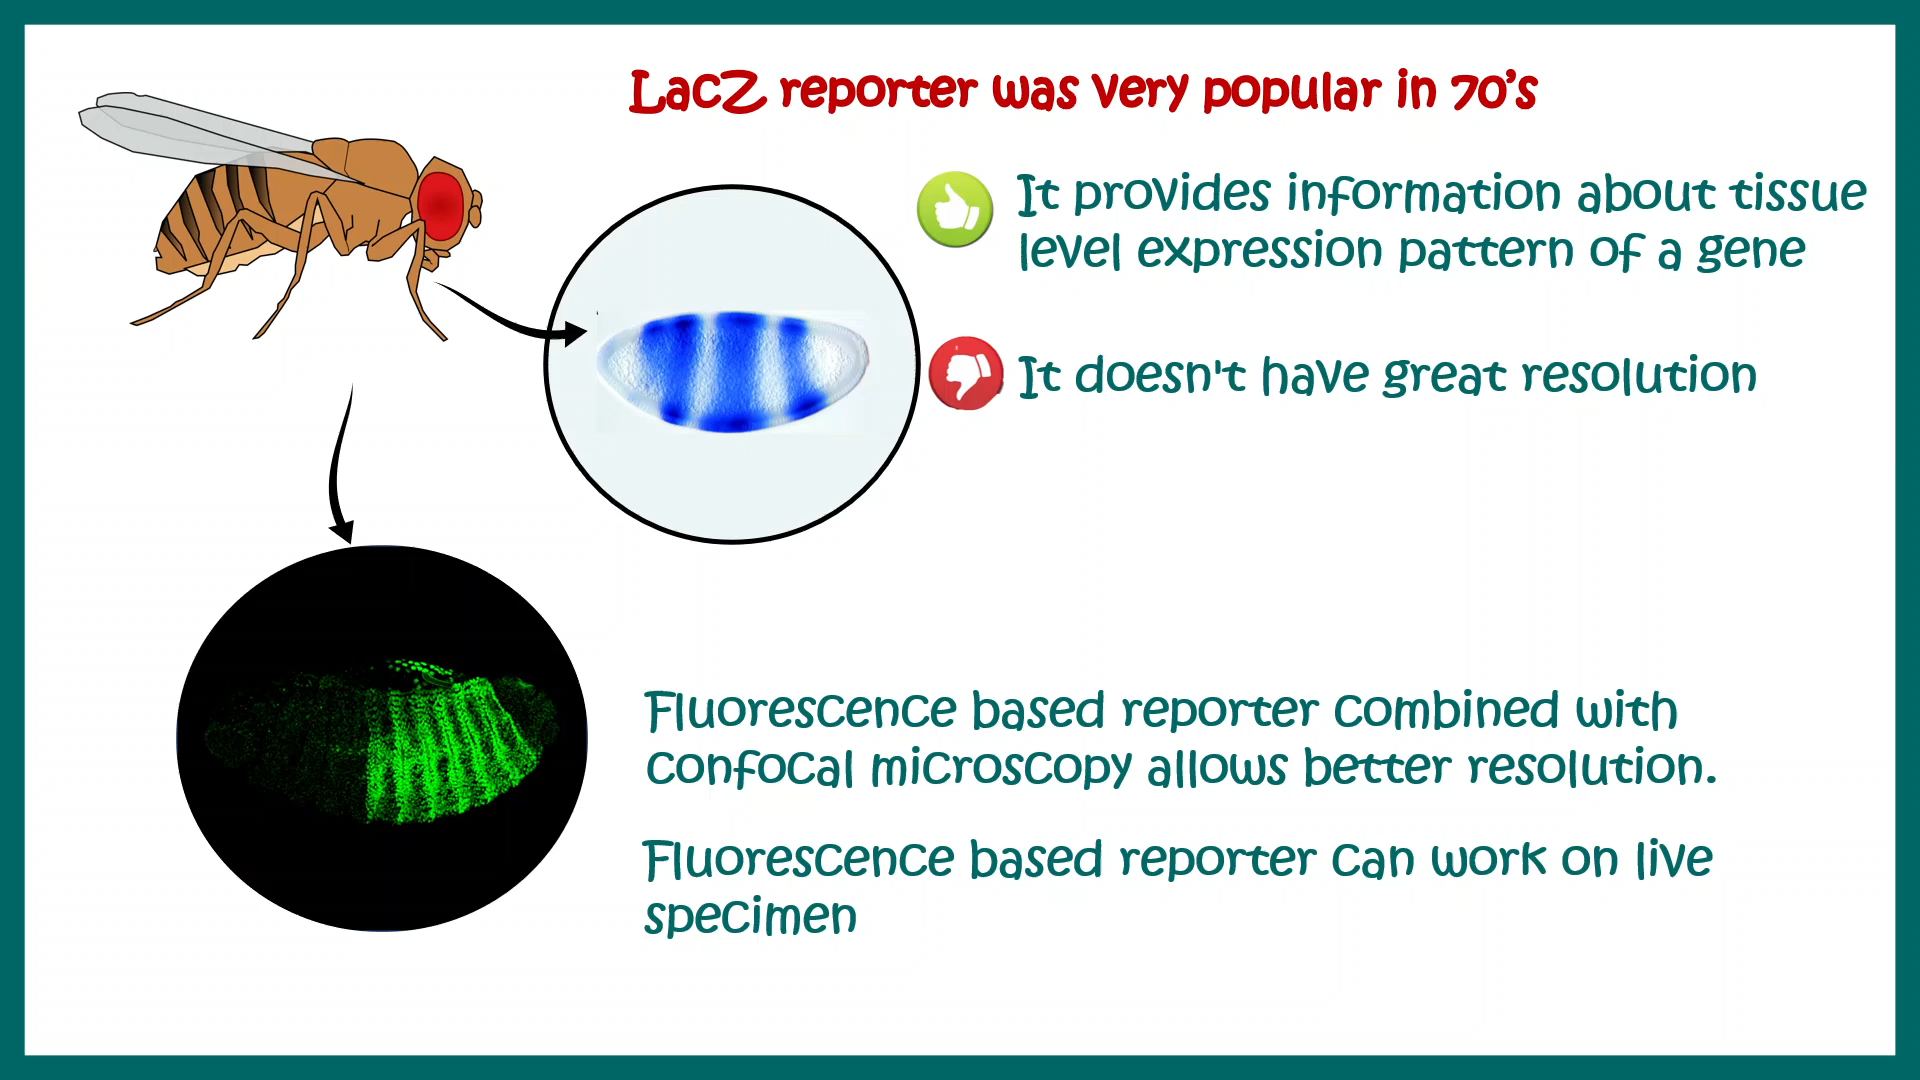 LacZ reporter was very popular in 70's
It provides information about tissue
level expression pattern of a gene
It doesn't have great resolution
Fluorescence based reporter combined with
confocal microscopy allows better resolution.
Fluorescence based reporter can work on live
specimen